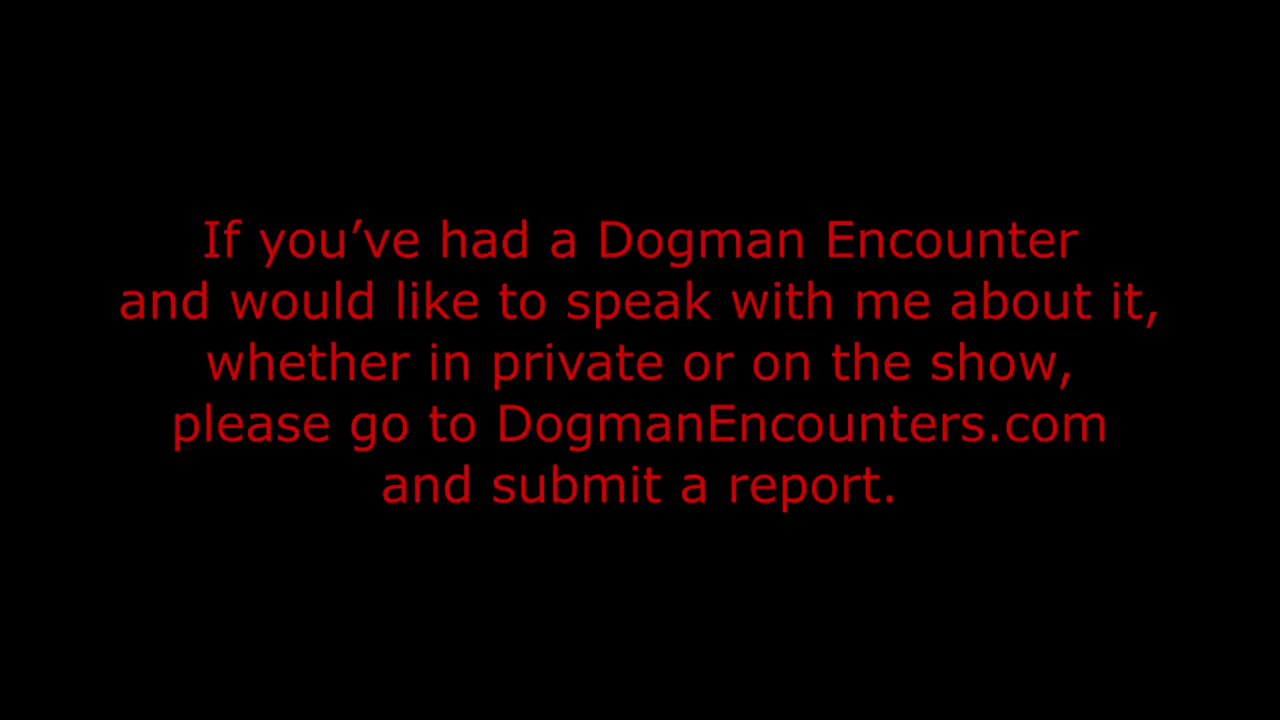 If you’ve had a Dogman Encounter
and would like to speak with me about it,
whether in private or on the show,
please go to DogmanEncounters.com
and submit a report.